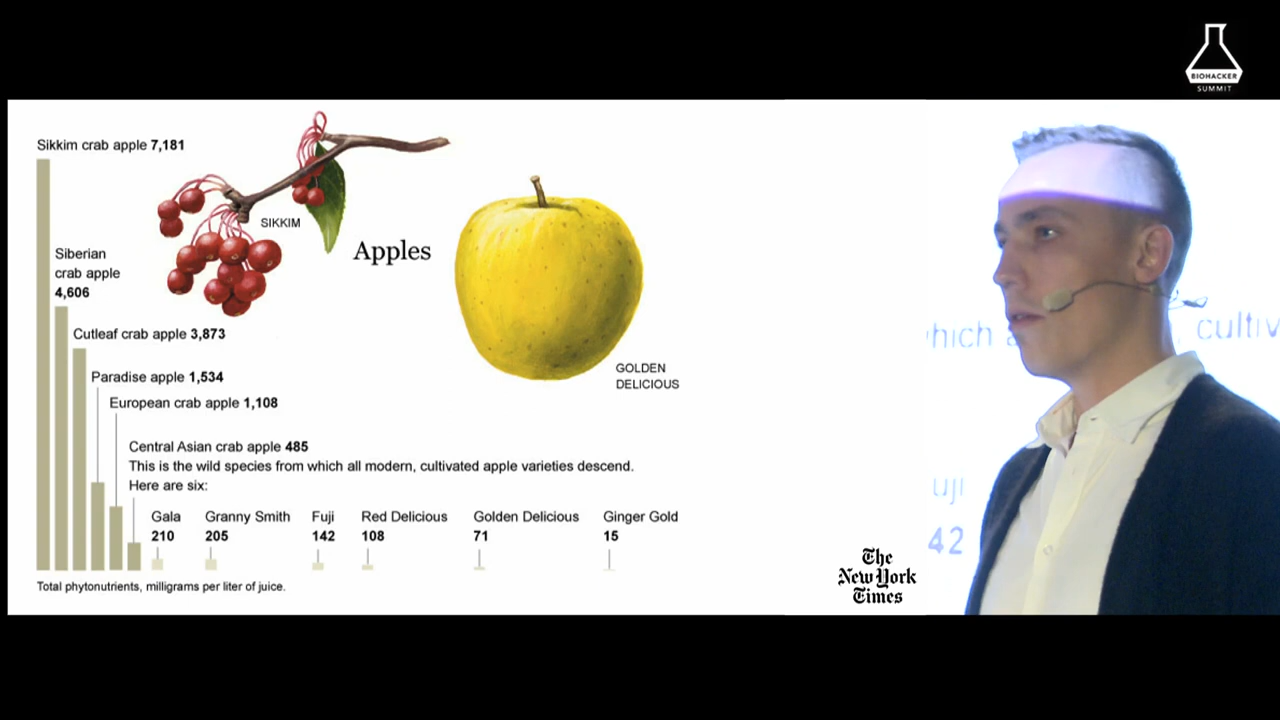 BIOHACKER
SUMMIT
Sikkim crab apple 7,181
SIKKIM
Apples
Siberian
crab apple
4,606
Cutleaf crab apple 3,873
GOLDEN
DELICIOUS
Paradise apple 1,534
European crab apple 1,108
Central Asian crab apple 485
This is the wild species from which all modern, cultivated apple varieties descend.
Here are six:
Gala Granny Smith Fuji Red Delicious Golden Delicious Ginger Gold
210 205 142 108 71 15
Total phytonutrients, milligrams per liter of juice.
The
New York
Times
hich a , cultiv
uji
42